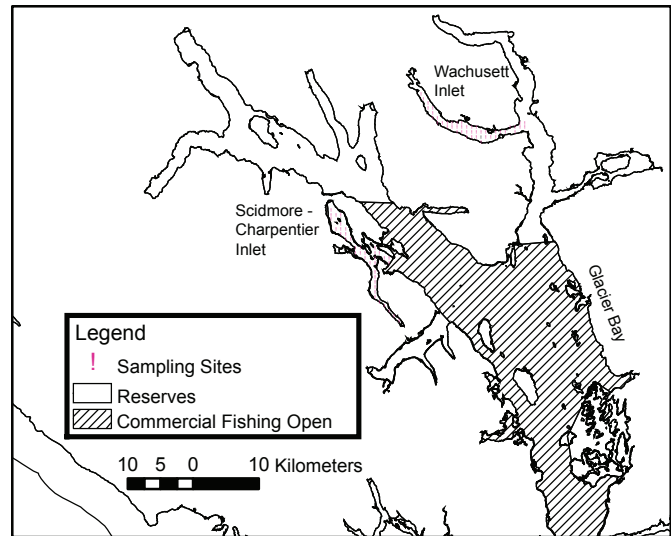 Wachusett
Inlet
Scidmore -
Charpentier
Inlet
Glacier Bay
Legend
! Sampling Sites
Reserves
Commercial Fishing Open
10 5 0 10 Kilometers